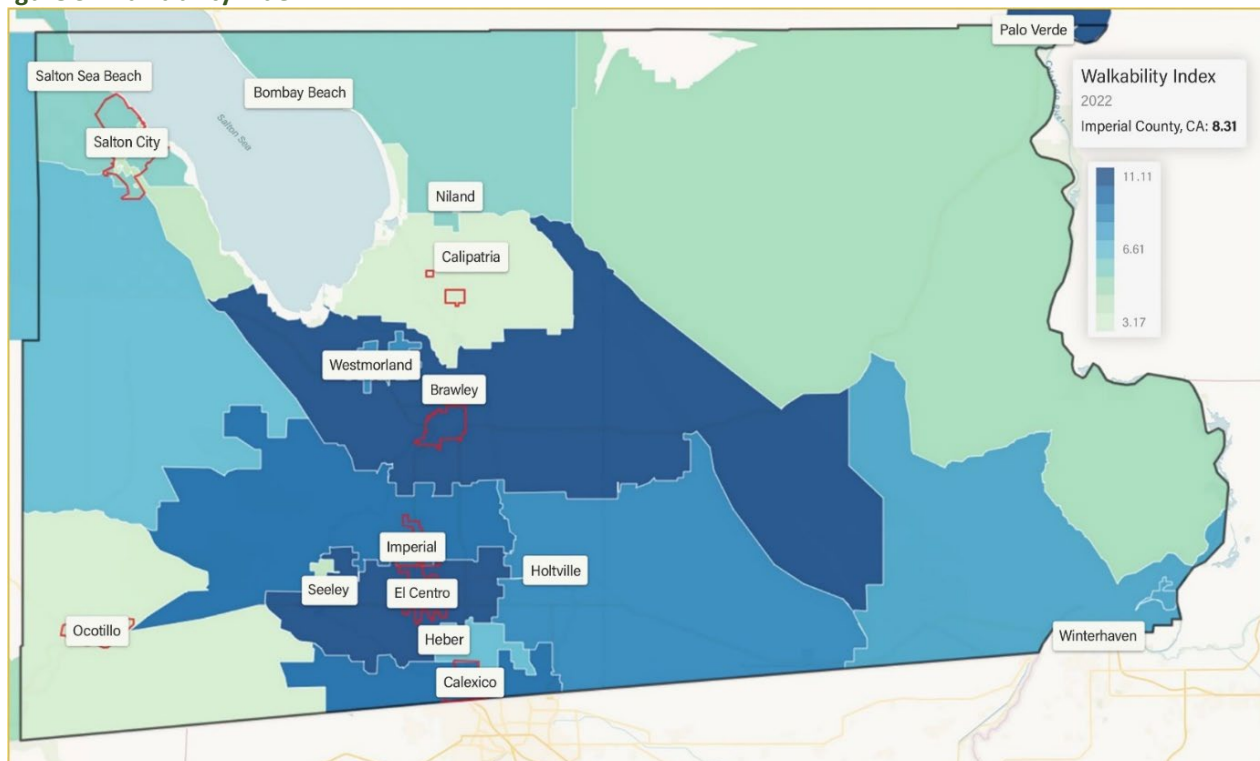 Palo Verde
Salton Sea Beach
Bombay Beach
Salton Sea
Salton City
Walkability Index
2022
Imperial County, CA: 8.31
11.11
6.61
3.17
Niland
Calipatria
Westmorland
Brawley
Imperial
Holtville
Seeley
El Centro
Ocotillo
Heber
Winterhaven
Calexico